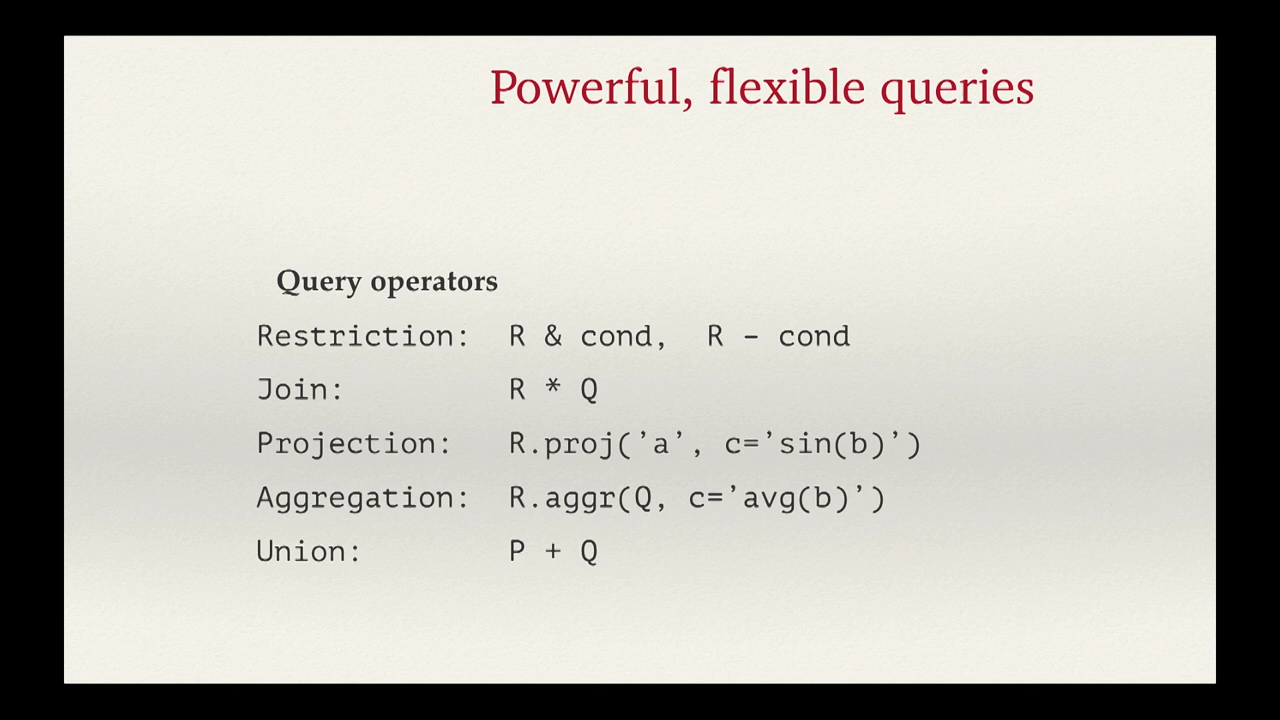 Powerful, flexible queries
Query operators
Restriction: R & cond, R – cond
Join: R * Q
Projection: R.proj(’a’, c=’sin(b)’)
Aggregation: R.aggr(Q, c=’avg(b)’)
Union: P + Q